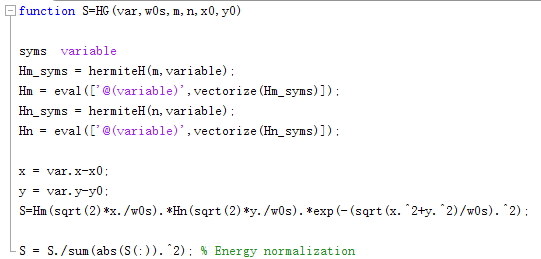 function S=HG(var,w0s,m,n,x0,y0)
syms variable
Hm_syms = hermiteH(m,variable);
Hm = eval(['@(variable)',vectorize(Hm_syms)]);
Hn_syms = hermiteH(n,variable);
Hn = eval(['@(variable)',vectorize(Hn_syms)]);
x = var.x-x0;
y = var.y-y0;
S=Hm(sqrt(2)*x./w0s).*Hn(sqrt(2)*y./w0s).*exp(-(sqrt(x.^2+y.^2)/w0s).^2);
S = S./sum(abs(S(:)).^2); % Energy normalization